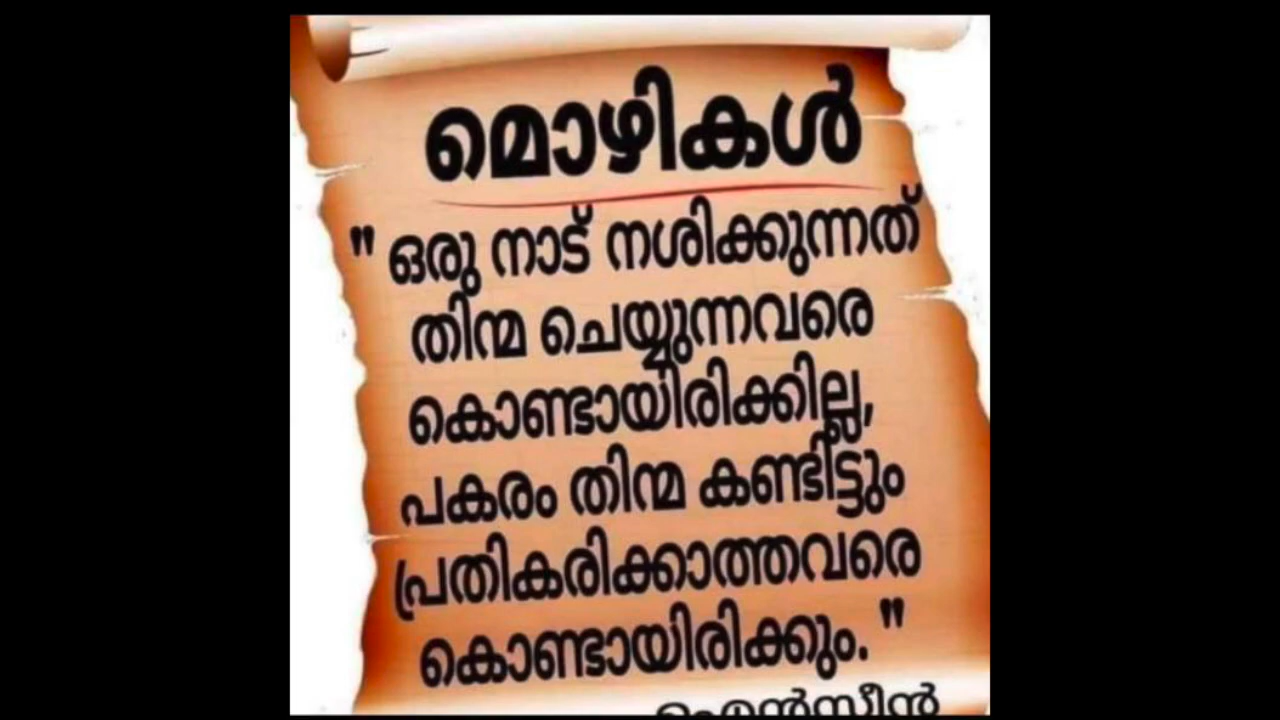 മൊഴികൾ
" ഒരു നാട് നശിക്കുന്നത്
തിന്മ ചെയ്യുന്നവരെ
കൊണ്ടായിരിക്കില്ല,
പകരം തിന്മ കണ്ടിട്ടും
പ്രതികരിക്കാത്തവരെ
കൊണ്ടായിരിക്കും. "